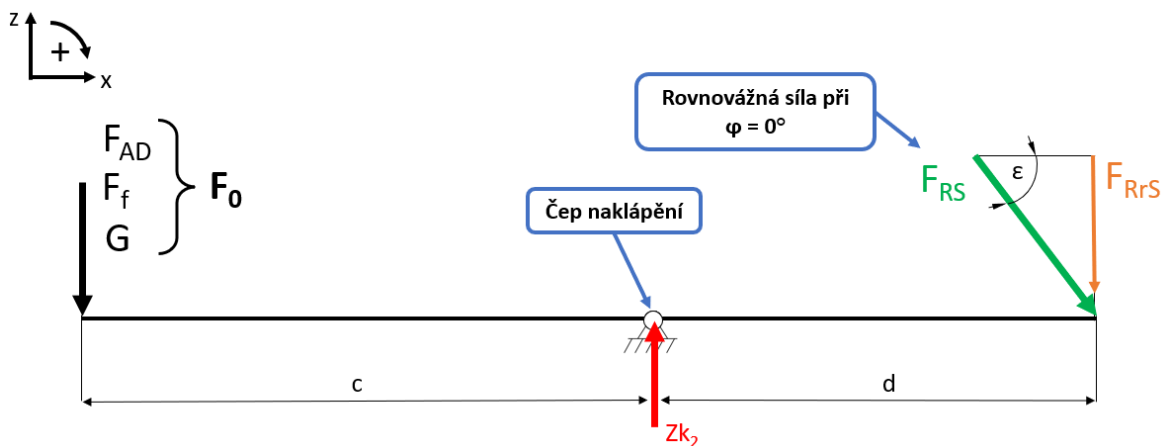 z
+
x
F_AD
F_f
G
F_0
Rovnovážná síla při
φ = 0°
Čep naklápění
F_RS
ε
F_RrS
c
d
Zk_2